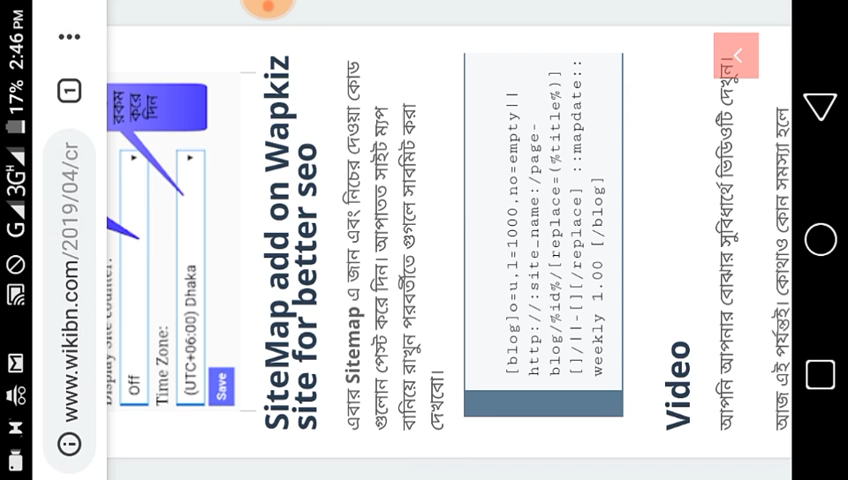 G 3G H 17% 2:46 PM
www.wikibn.com/2019/04/cr
1
রকম
করে
দিন
Display site counter:
Off
Time Zone:
(UTC+06:00) Dhaka
Save
SiteMap add on Wapkiz
site for better seo
এবার Sitemap এ জান এবং নিচের দেওয়া কোড
গুলোন পেস্ট করে দিন। আপাতত সাইট ম্যপ
বানিয়ে রাখুন পরবর্তীতে গুগলে সাবমিট করা
দেখবো।
[blog]o=u,l=1000,no=empty||
http://:site_name:/page-
blog/%id%/[replace=(%title%)]
[]/||-[][/replace] ::mapdate::
weekly 1.00 [/blog]
Video
আপনি আপনার বোঝার সুবিধার্থে ভিডিওটি দেখুন।
আজ এই পর্যন্তই। কোথাও কোন সমস্যা হলে